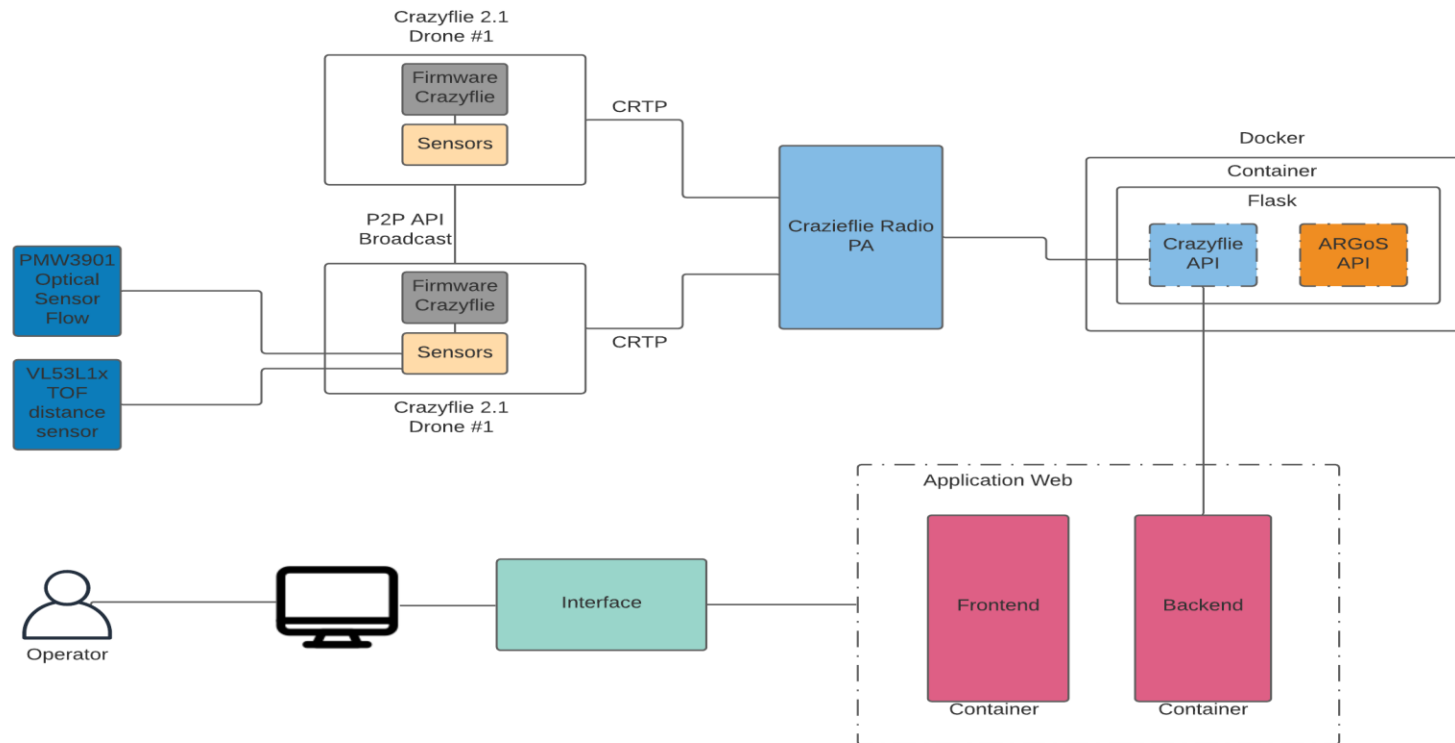 Crazyflie 2.1
Drone #1
Firmware
Crazyflie
Sensors
CRTP
P2P API
Broadcast
PMW3901
Optical
Sensor
Flow
VL53L1x
TOF
distance
sensor
Firmware
Crazyflie
Sensors
CRTP
Crazyflie 2.1
Drone #1
Crazieflie Radio
PA
Docker
Container
Flask
Crazyflie
API
ARGoS
API
Application Web
Frontend
Container
Backend
Container
Interface
Operator